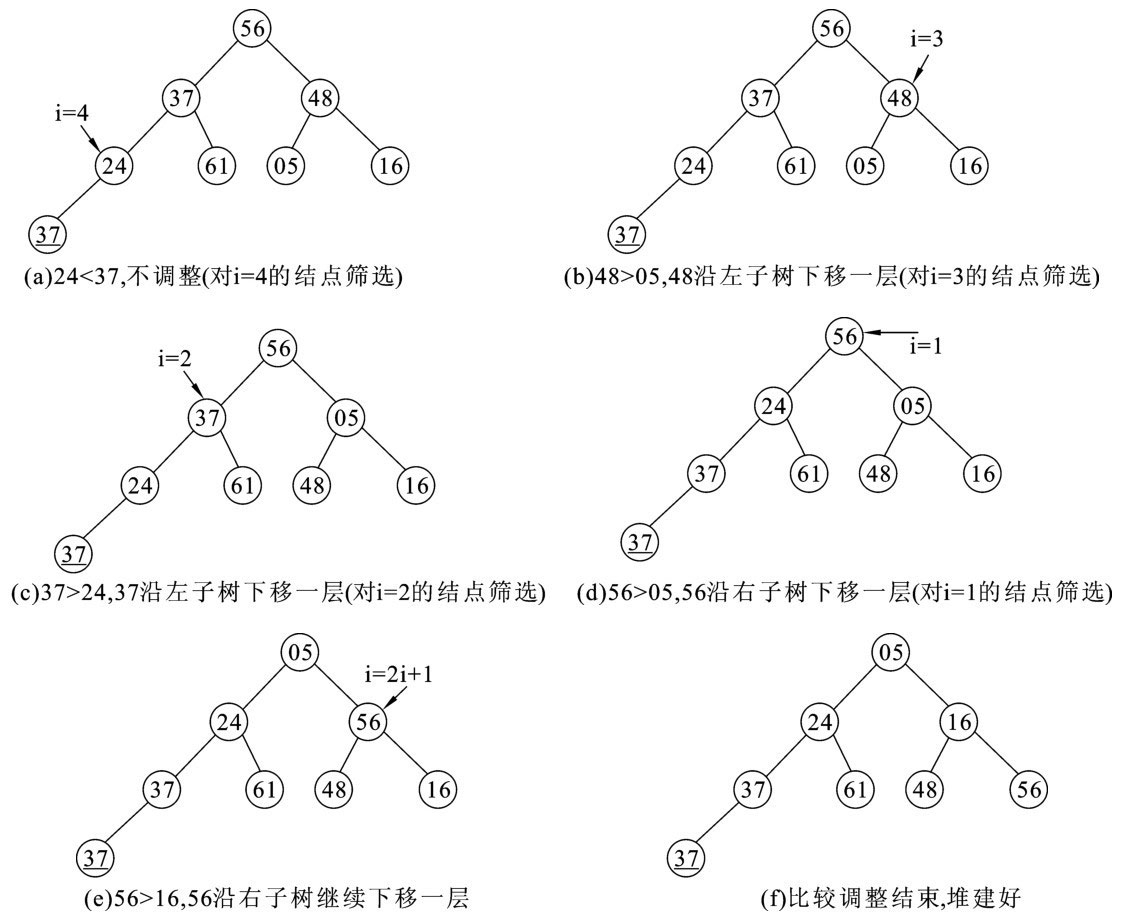 56
37 48
i=4
24 61 05 16
37
(a)24<37,不调整(对i=4的结点筛选)
56
i=3
37 48
24 61 05 16
37
(b)48>05,48沿左子树下移一层(对i=3的结点筛选)
56
i=2
37 05
24 61 48 16
37
(c)37>24,37沿左子树下移一层(对i=2的结点筛选)
56
i=1
24 05
37 61 48 16
37
(d)56>05,56沿右子树下移一层(对i=1的结点筛选)
05
i=2i+1
24 56
37 61 48 16
37
(e)56>16,56沿右子树继续下移一层
05
24 16
37 61 48 56
37
(f)比较调整结束,堆建好